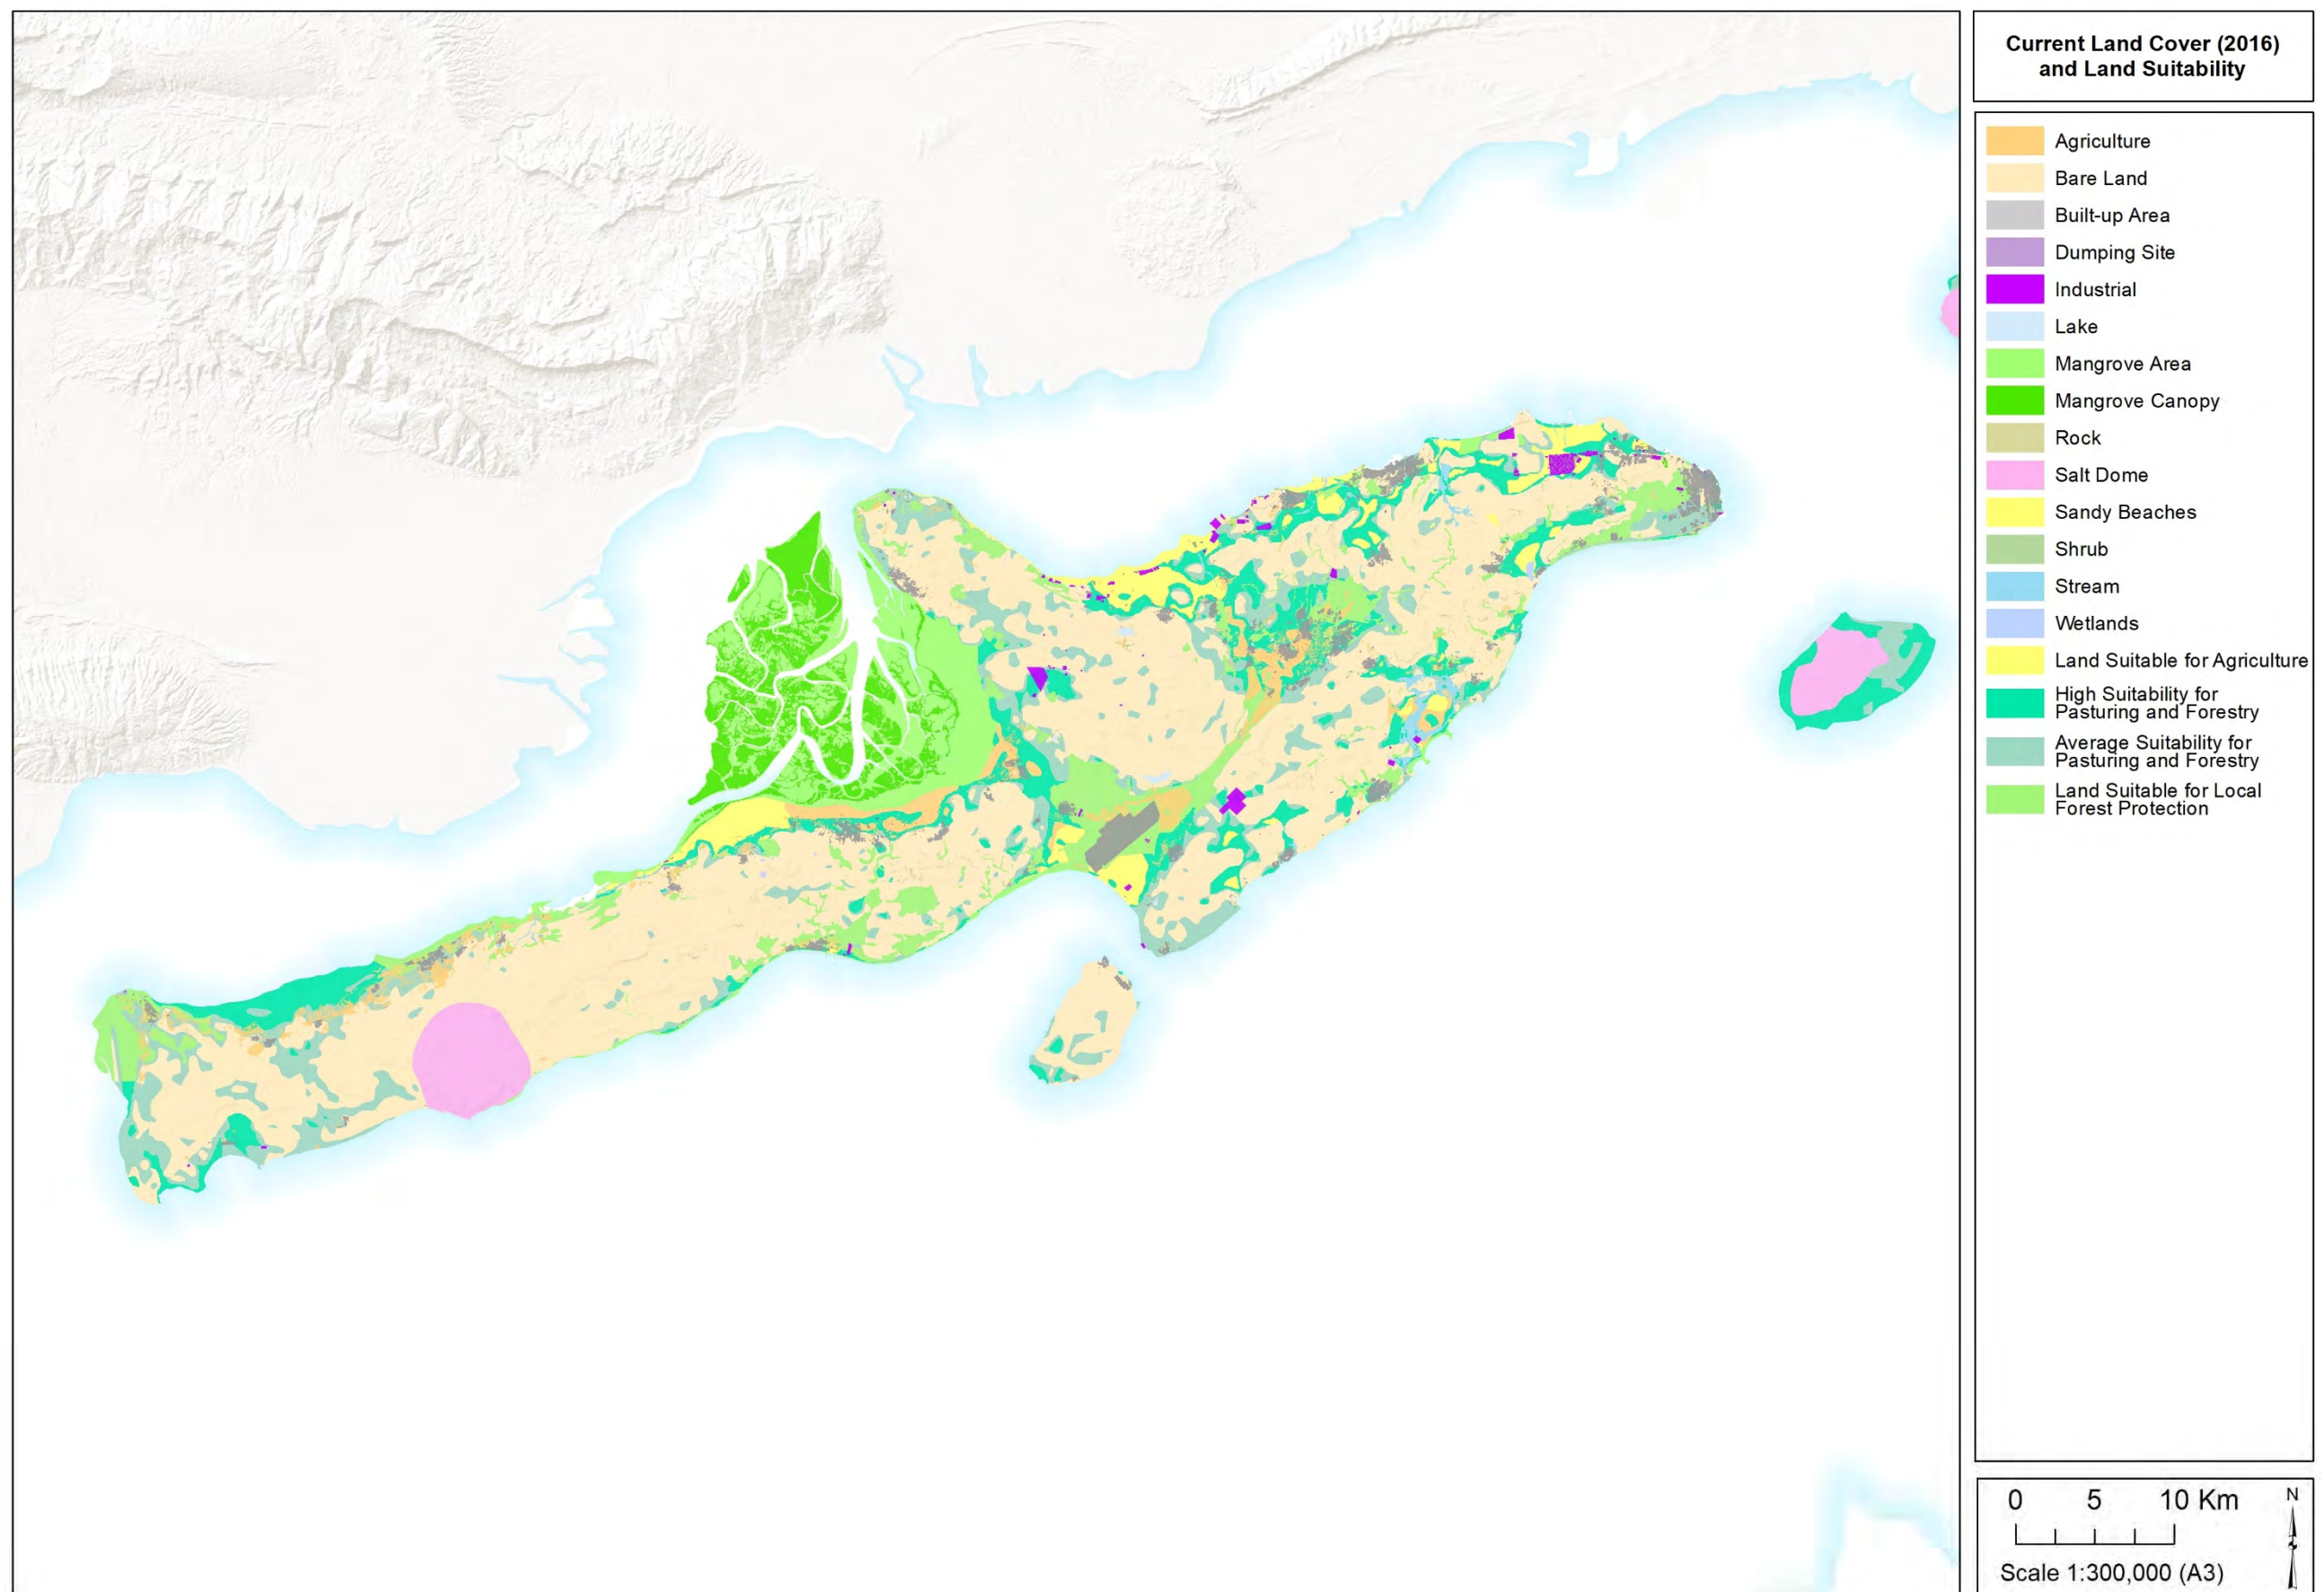 Current Land Cover (2016)
and Land Suitability
Agriculture
Bare Land
Built-up Area
Dumping Site
Industrial
Lake
Mangrove Area
Mangrove Canopy
Rock
Salt Dome
Sandy Beaches
Shrub
Stream
Wetlands
Land Suitable for Agriculture
High Suitability for
Pasturing and Forestry
Average Suitability for
Pasturing and Forestry
Land Suitable for Local
Forest Protection
0 5 10 Km
N
Scale 1:300,000 (A3)